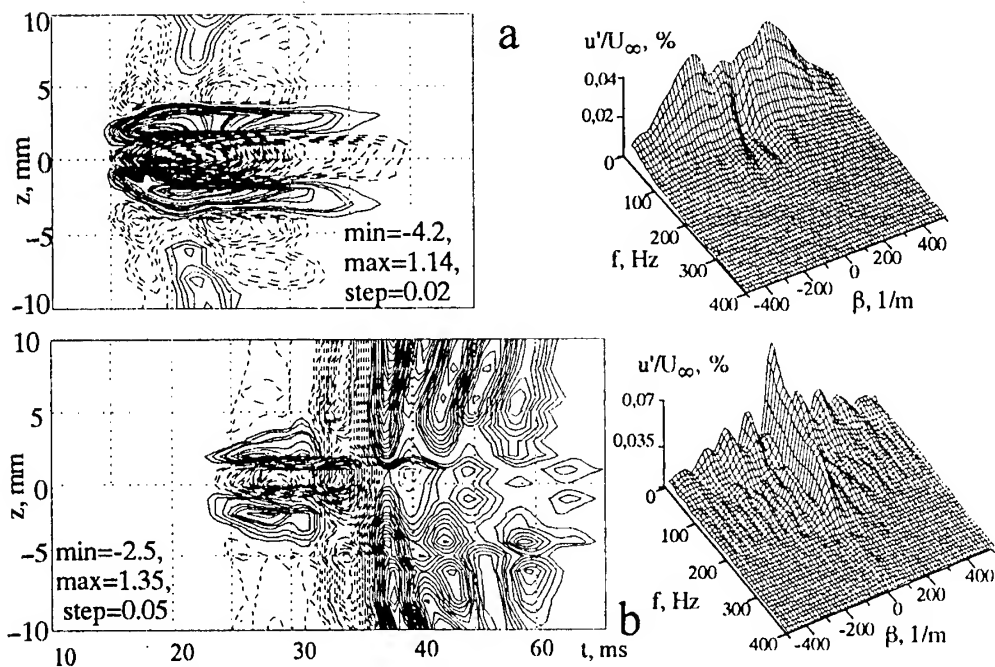 10
5
0
−5
−10
z, mm
min=-4.2,
max=1.14,
step=0.02
a
u'/U∞, %
0,04
0,02
0
100
200
300
400
f, Hz
-400
-200
0
200
400
β, 1/m
10
5
0
−5
−10
z, mm
min=-2.5,
max=1.35,
step=0.05
10 20 30 40 50 60 t, ms
b
u'/U∞, %
0,07
0,035
0
100
200
300
400
f, Hz
-400
-200
0
200
400
β, 1/m